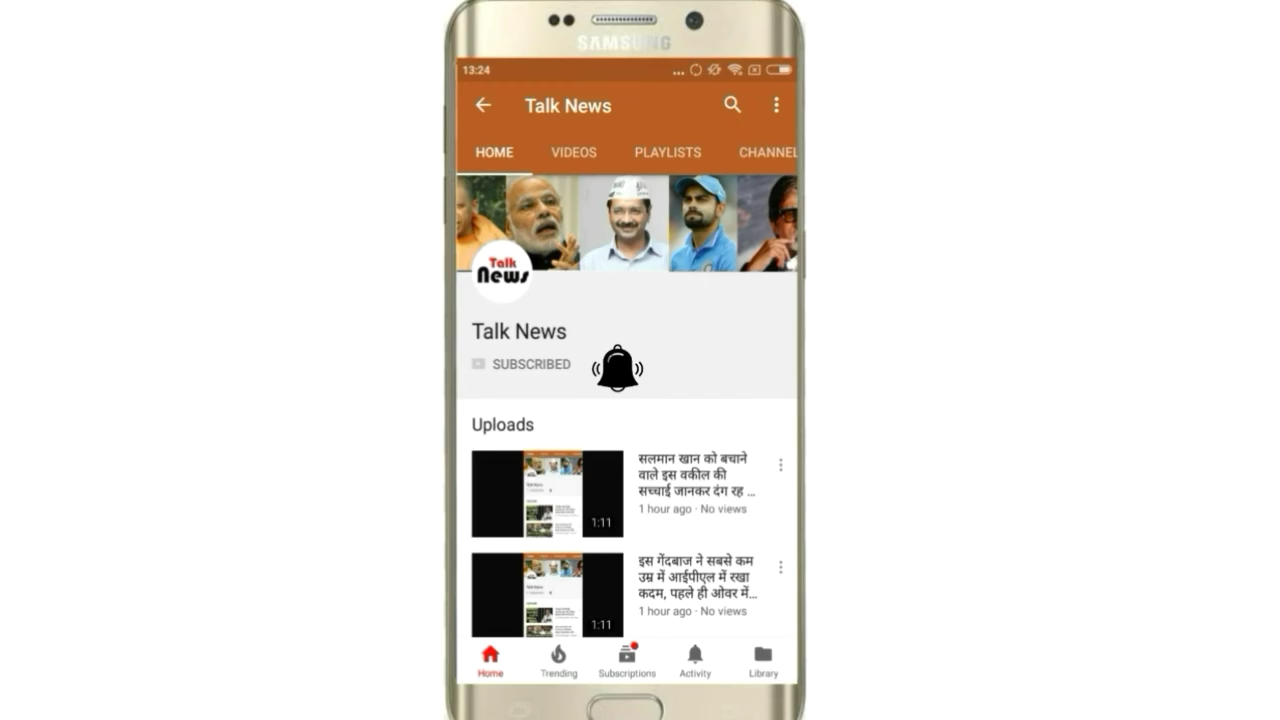 SAMSUNG
13:24
Talk News
HOME VIDEOS PLAYLISTS CHANNEL
Talk
News
Talk News
SUBSCRIBED
Uploads
सलमान खान को बचाने
वाले इस वकील की
सच्चाई जानकर दंग रह ...
1 hour ago · No views
1:11
इस गेंदबाज ने सबसे कम
उम्र में आईपीएल में रखा
कदम, पहले ही ओवर में...
1 hour ago · No views
1:11
Home Trending Subscriptions Activity Library